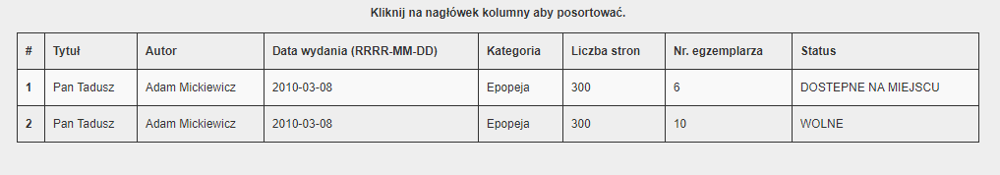 Kliknij na nagłówek kolumny aby posortować.
# Tytuł Autor Data wydania (RRRR-MM-DD) Kategoria Liczba stron Nr. egzemplarza Status
1 Pan Tadusz Adam Mickiewicz 2010-03-08 Epopeja 300 6 DOSTEPNE NA MIEJSCU
2 Pan Tadusz Adam Mickiewicz 2010-03-08 Epopeja 300 10 WOLNE